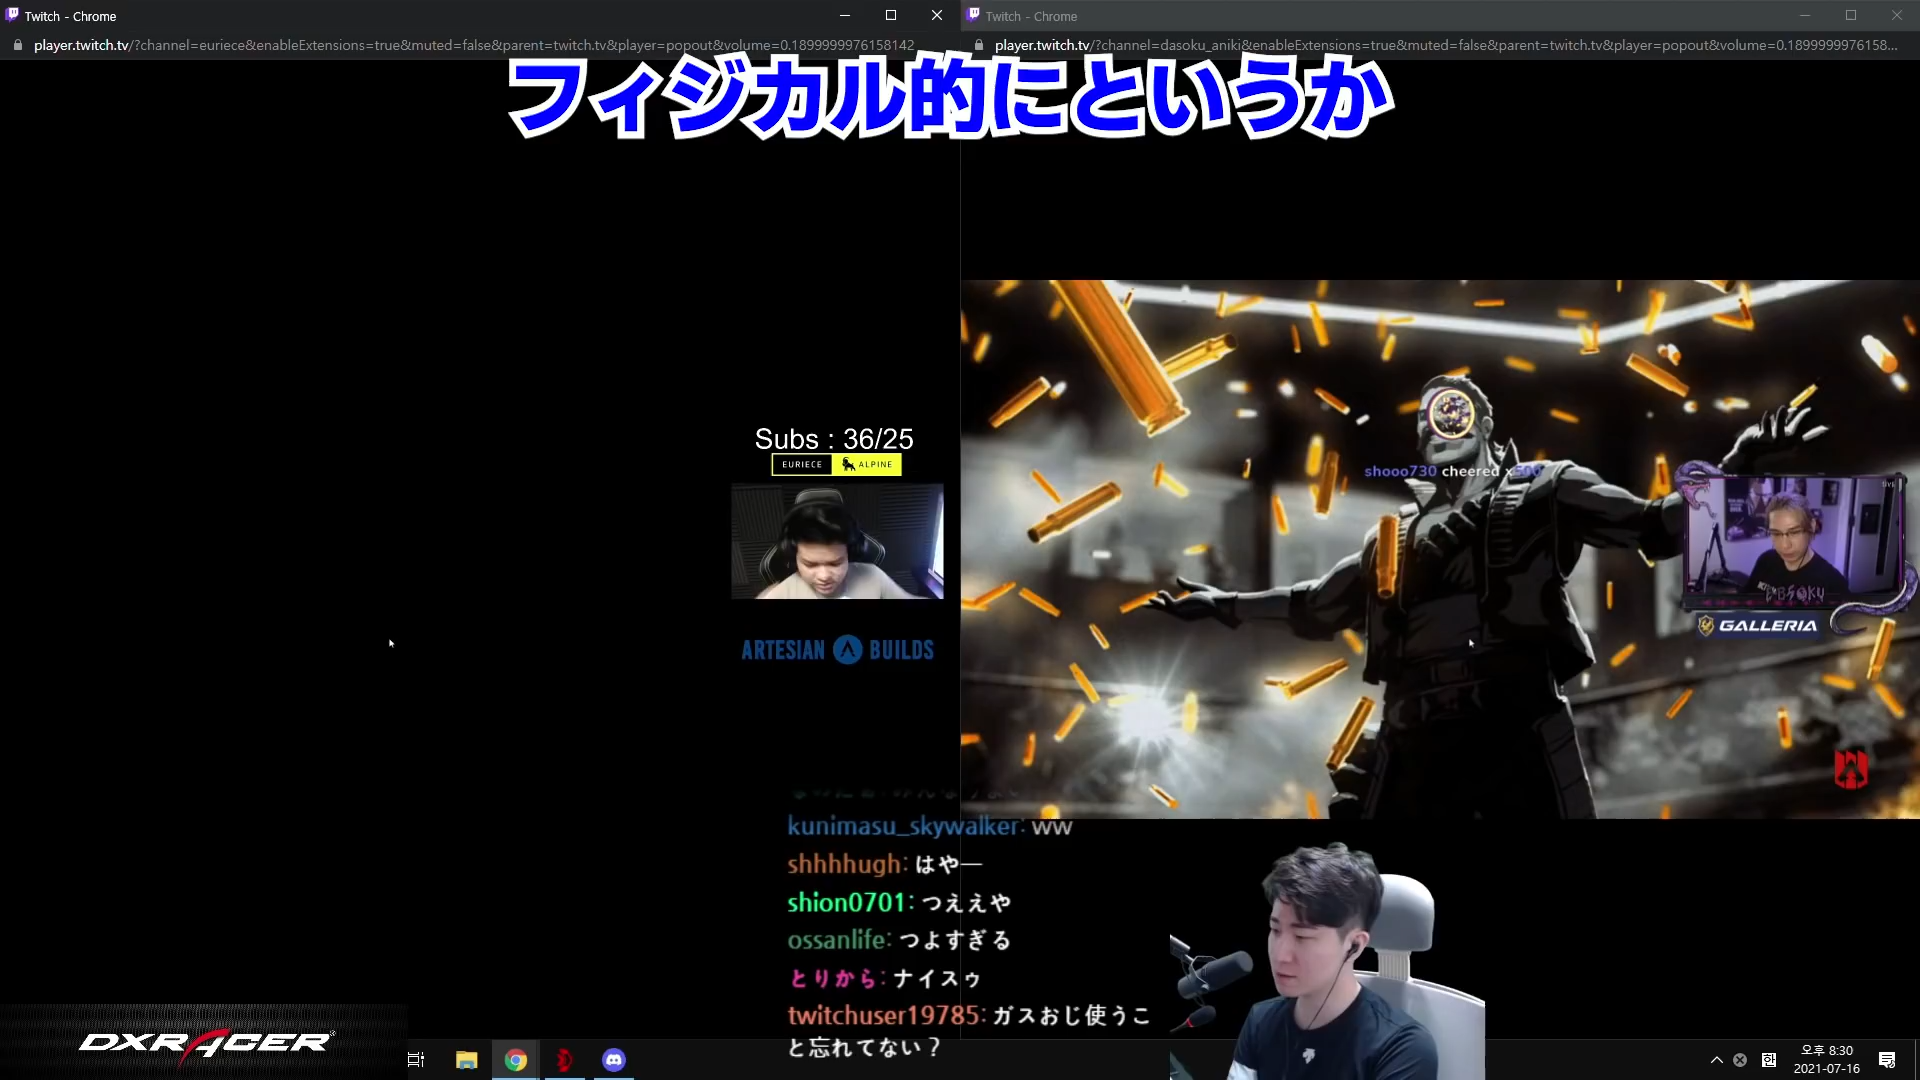 Twitch - Chrome
Twitch - Chrome
player.twitch.tv/?channel=euriece&enableExtensions=true&muted=false&parent=twitch.tv&player=popout&volume=0.1899999976158142
player.twitch.tv/?channel=dasoku_aniki&enableExtensions=true&muted=false&parent=twitch.tv&player=popout&volume=0.1899999976158...
フィジカル的にというか
Subs : 36/25
EURIECE ALPINE
shooo730 cheered x500
GALLERIA
ARTESIAN BUILDS
kunimasu_skywalker: ww
shhhhugh: はやー
shion0701: つええや
ossanlife: つよすぎる
とりから: ナイスゥ
twitchuser19785: ガスおじ使うこ
と忘れてない？
DXRACER
한
오후 8:30
2021-07-16